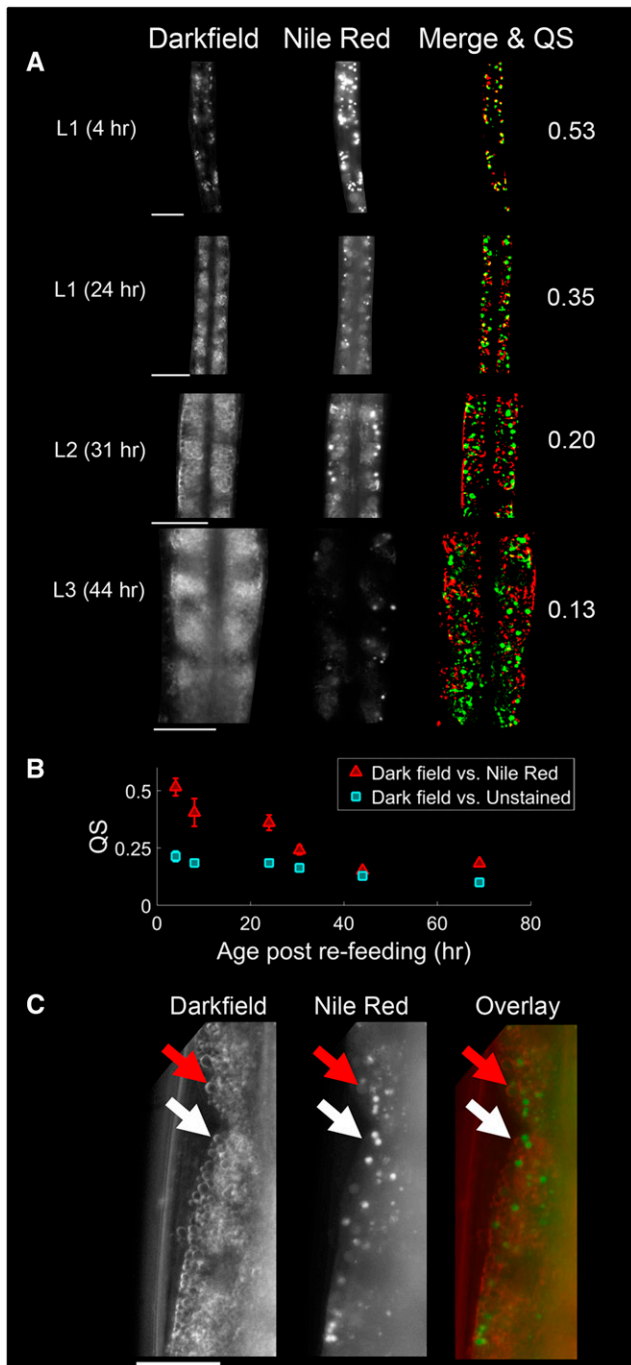 Darkfield Nile Red Merge & QS
A
L1 (4 hr) 0.53
L1 (24 hr) 0.35
L2 (31 hr) 0.20
L3 (44 hr) 0.13
B
Dark field vs. Nile Red
Dark field vs. Unstained
0.5
0.25
0
QS
0 20 40 60 80
Age post re-feeding (hr)
C
Darkfield Nile Red Overlay